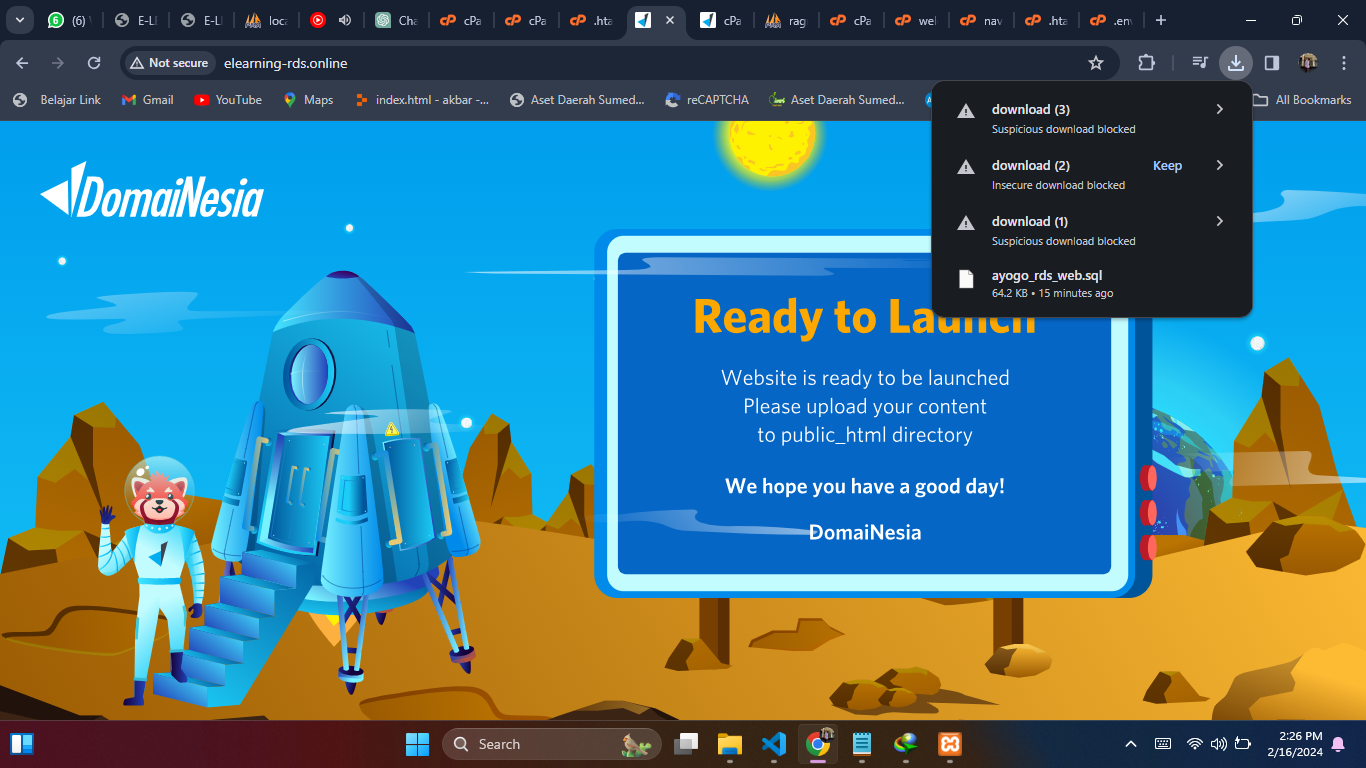 6
(6) V
E-LI
E-LI
loca
Cha
cPa
cPa
.hta
cPa
rag
cPa
wel
nav
.hta
.en
Not secure
elearning-rds.online
Belajar Link
Gmail
YouTube
Maps
index.html - akbar -...
Aset Daerah Sumed...
reCAPTCHA
Aset Daerah Sumed...
All Bookmarks
download (3)
Suspicious download blocked
download (2)
Keep
Insecure download blocked
download (1)
Suspicious download blocked
ayogo_rds_web.sql
64.2 KB • 15 minutes ago
DomaiNesia
Ready to Launch
Website is ready to be launched
Please upload your content
to public_html directory
We hope you have a good day!
DomaiNesia
Search
2:26 PM
2/16/2024